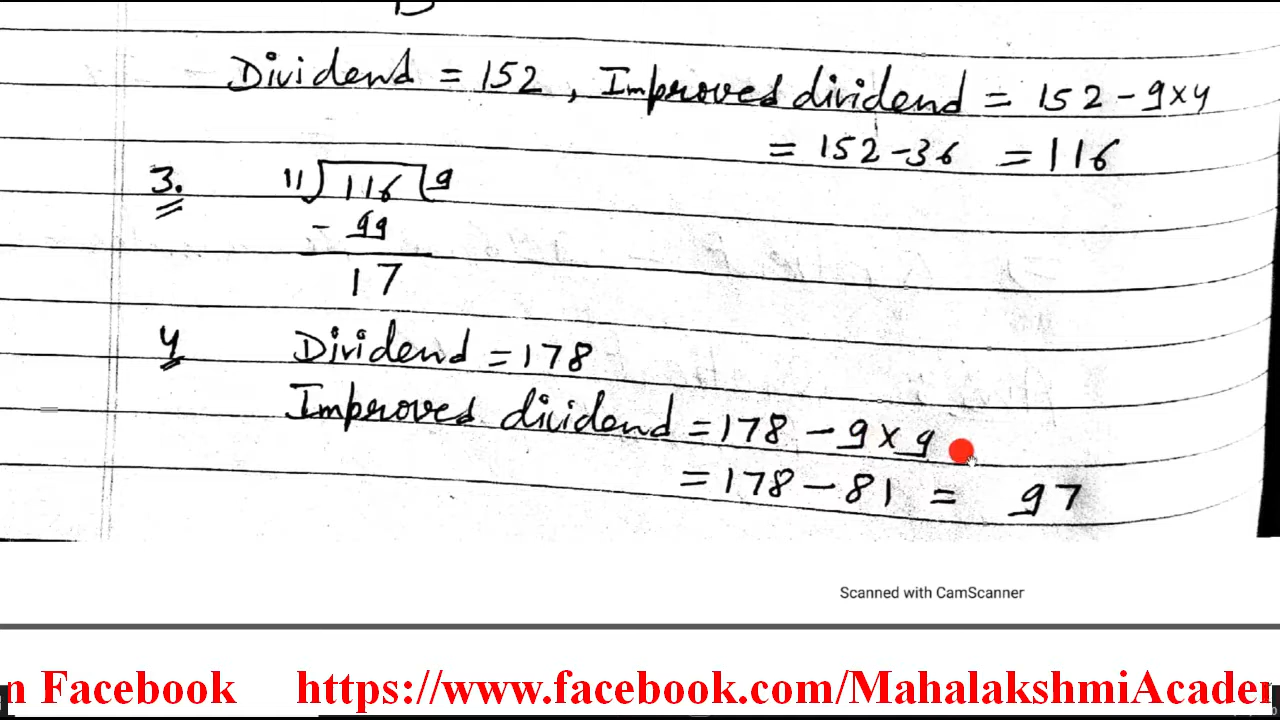 Dividend = 152 , Improved dividend = 152 - 9×4
= 152 - 36 = 116
3. 11) 116 (9
- 99
17
4 Dividend = 178
Improved dividend = 178 - 9 × 9
= 178 - 81 = 97
Scanned with CamScanner
n Facebook https://www.facebook.com/MahalakshmiAcader